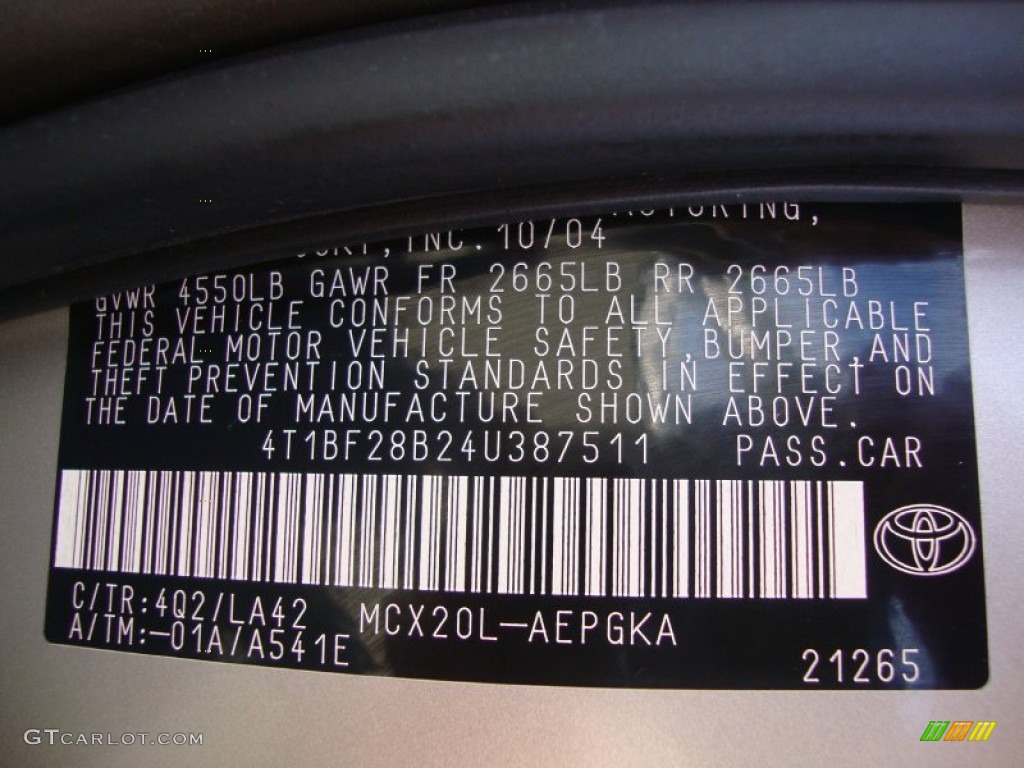 INC. 10/04
GVWR 4550LB GAWR FR 2665LB RR 2665LB
THIS VEHICLE CONFORMS TO ALL APPLICABLE
FEDERAL MOTOR VEHICLE SAFETY, BUMPER, AND
THEFT PREVENTION STANDARDS IN EFFECT ON
THE DATE OF MANUFACTURE SHOWN ABOVE.
4T1BF28B24U387511 PASS.CAR
C/TR:4Q2/LA42 MCX20L-AEPGKA
A/TM:-01A/A541E
21265
GTCARLOT.COM